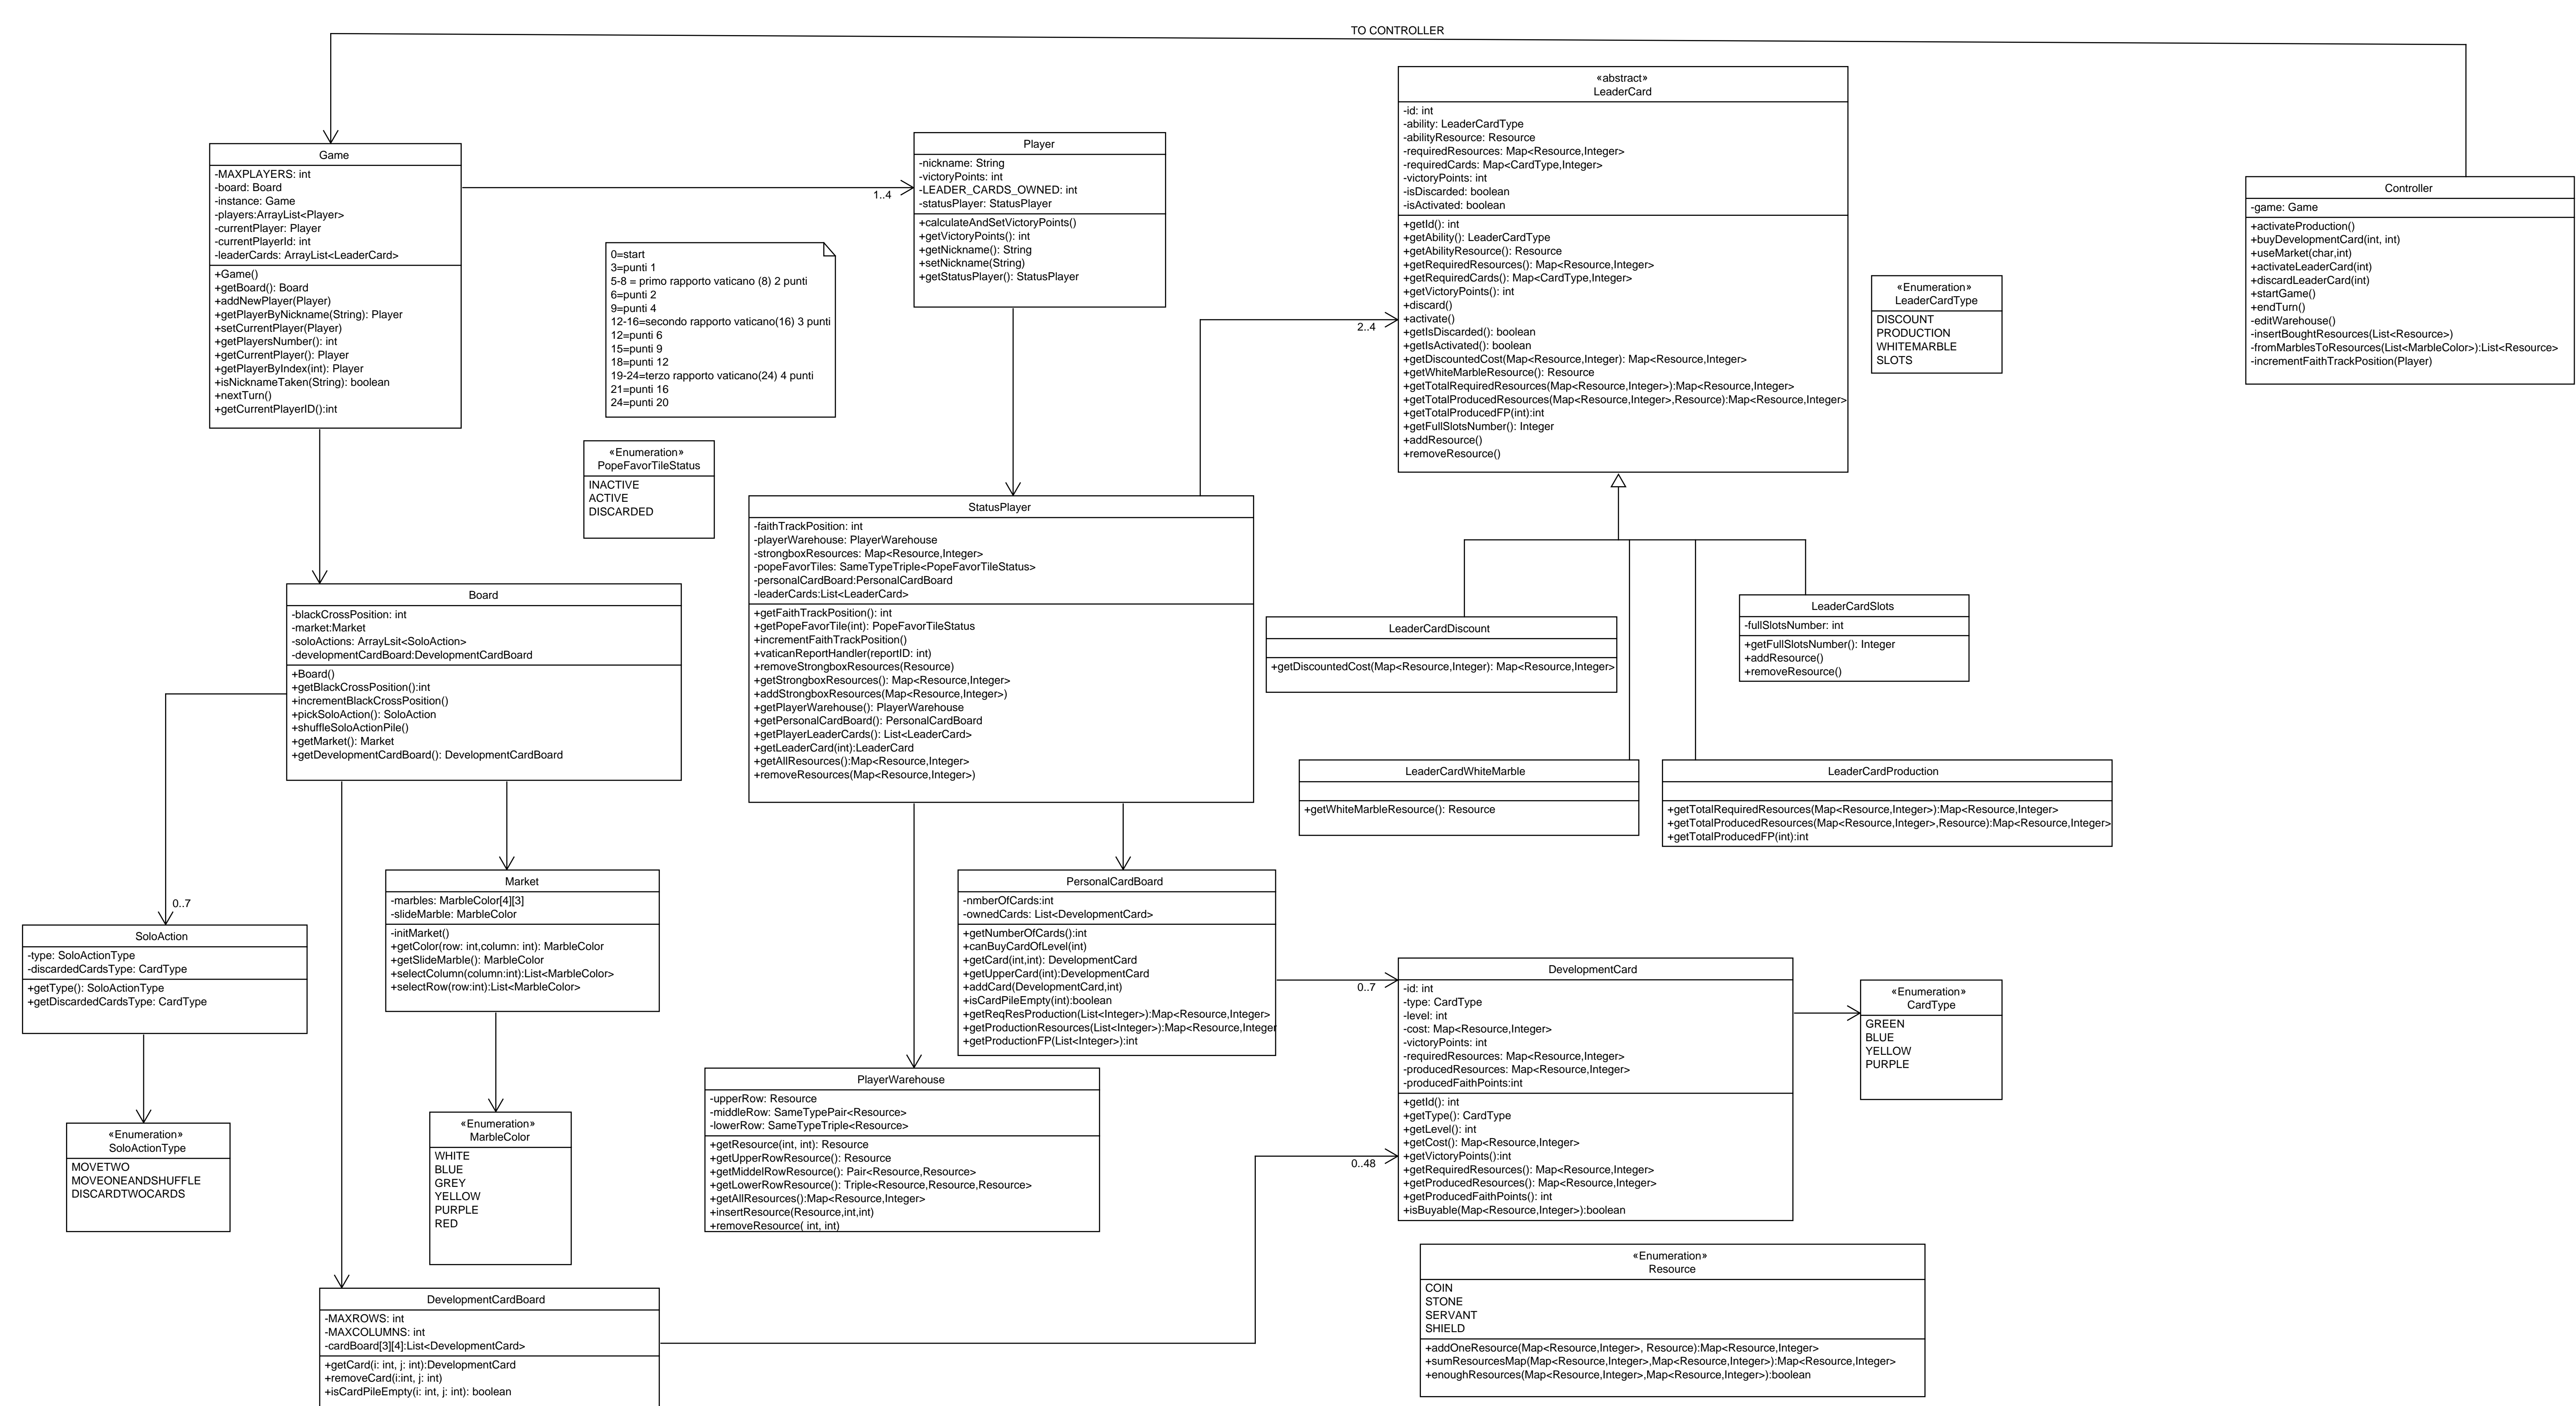 TO CONTROLLER
Game
-MAXPLAYERS: int
-board: Board
-instance: Game
-players:ArrayList<Player>
-currentPlayer: Player
-currentPlayerId: int
-leaderCards: ArrayList<LeaderCard>
+Game()
+getBoard(): Board
+addNewPlayer(Player)
+getPlayerByNickname(String): Player
+setCurrentPlayer(Player)
+getPlayersNumber(): int
+getCurrentPlayer(): Player
+getPlayerByIndex(int): Player
+isNicknameTaken(String): boolean
+nextTurn()
+getCurrentPlayerID():int
1..4
Player
-nickname: String
-victoryPoints: int
-LEADER_CARDS_OWNED: int
-statusPlayer: StatusPlayer
+calculateAndSetVictoryPoints()
+getVictoryPoints(): int
+getNickname(): String
+setNickname(String)
+getStatusPlayer(): StatusPlayer
0=start
3=punti 1
5-8 = primo rapporto vaticano (8) 2 punti
6=punti 2
9=punti 4
12-16=secondo rapporto vaticano(16) 3 punti
12=punti 6
15=punti 9
18=punti 12
19-24=terzo rapporto vaticano(24) 4 punti
21=punti 16
24=punti 20
«Enumeration»
PopeFavorTileStatus
INACTIVE
ACTIVE
DISCARDED
«abstract»
LeaderCard
-id: int
-ability: LeaderCardType
-abilityResource: Resource
-requiredResources: Map<Resource,Integer>
-requiredCards: Map<CardType,Integer>
-victoryPoints: int
-isDiscarded: boolean
-isActivated: boolean
+getId(): int
+getAbility(): LeaderCardType
+getAbilityResource(): Resource
+getRequiredResources(): Map<Resource,Integer>
+getRequiredCards(): Map<CardType,Integer>
+getVictoryPoints(): int
+discard()
+activate()
+getIsDiscarded(): boolean
+getIsActivated(): boolean
+getDiscountedCost(Map<Resource,Integer): Map<Resource,Integer>
+getWhiteMarbleResource(): Resource
+getTotalRequiredResources(Map<Resource,Integer>):Map<Resource,Integer>
+getTotalProducedResources(Map<Resource,Integer>,Resource):Map<Resource,Integer>
+getTotalProducedFP(int):int
+getFullSlotsNumber(): Integer
+addResource()
+removeResource()
2..4
«Enumeration»
LeaderCardType
DISCOUNT
PRODUCTION
WHITEMARBLE
SLOTS
Controller
-game: Game
+activateProduction()
+buyDevelopmentCard(int, int)
+useMarket(char,int)
+activateLeaderCard(int)
+discardLeaderCard(int)
+startGame()
+endTurn()
-editWarehouse()
-insertBoughtResources(List<Resource>)
-fromMarblesToResources(List<MarbleColor>):List<Resource>
-incrementFaithTrackPosition(Player)
StatusPlayer
-faithTrackPosition: int
-playerWarehouse: PlayerWarehouse
-strongboxResources: Map<Resource,Integer>
-popeFavorTiles: SameTypeTriple<PopeFavorTileStatus>
-personalCardBoard:PersonalCardBoard
-leaderCards:List<LeaderCard>
+getFaithTrackPosition(): int
+getPopeFavorTile(int): PopeFavorTileStatus
+incrementFaithTrackPosition()
+vaticanReportHandler(reportID: int)
+removeStrongboxResources(Resource)
+getStrongboxResources(): Map<Resource,Integer>
+addStrongboxResources(Map<Resource,Integer>)
+getPlayerWarehouse(): PlayerWarehouse
+getPersonalCardBoard(): PersonalCardBoard
+getPlayerLeaderCards(): List<LeaderCard>
+getLeaderCard(int):LeaderCard
+getAllResources():Map<Resource,Integer>
+removeResources(Map<Resource,Integer>)
Board
-blackCrossPosition: int
-market:Market
-soloActions: ArrayLsit<SoloAction>
-developmentCardBoard:DevelopmentCardBoard
+Board()
+getBlackCrossPosition():int
+incrementBlackCrossPosition()
+pickSoloAction(): SoloAction
+shuffleSoloActionPile()
+getMarket(): Market
+getDevelopmentCardBoard(): DevelopmentCardBoard
LeaderCardDiscount
+getDiscountedCost(Map<Resource,Integer): Map<Resource,Integer>
LeaderCardSlots
-fullSlotsNumber: int
+getFullSlotsNumber(): Integer
+addResource()
+removeResource()
LeaderCardWhiteMarble
+getWhiteMarbleResource(): Resource
LeaderCardProduction
+getTotalRequiredResources(Map<Resource,Integer>):Map<Resource,Integer>
+getTotalProducedResources(Map<Resource,Integer>,Resource):Map<Resource,Integer>
+getTotalProducedFP(int):int
0..7
SoloAction
-type: SoloActionType
-discardedCardsType: CardType
+getType(): SoloActionType
+getDiscardedCardsType: CardType
Market
-marbles: MarbleColor[4][3]
-slideMarble: MarbleColor
-initMarket()
+getColor(row: int,column: int): MarbleColor
+getSlideMarble(): MarbleColor
+selectColumn(column:int):List<MarbleColor>
+selectRow(row:int):List<MarbleColor>
PersonalCardBoard
-nmberOfCards:int
-ownedCards: List<DevelopmentCard>
+getNumberOfCards():int
+canBuyCardOfLevel(int)
+getCard(int,int): DevelopmentCard
+getUpperCard(int):DevelopmentCard
+addCard(DevelopmentCard,int)
+isCardPileEmpty(int):boolean
+getReqResProduction(List<Integer>):Map<Resource,Integer>
+getProductionResources(List<Integer>):Map<Resource,Integer
+getProductionFP(List<Integer>):int
0..7
DevelopmentCard
-id: int
-type: CardType
-level: int
-cost: Map<Resource,Integer>
-victoryPoints: int
-requiredResources: Map<Resource,Integer>
-producedResources: Map<Resource,Integer>
-producedFaithPoints:int
+getId(): int
+getType(): CardType
+getLevel(): int
+getCost(): Map<Resource,Integer>
+getVictoryPoints():int
+getRequiredResources(): Map<Resource,Integer>
+getProducedResources(): Map<Resource,Integer>
+getProducedFaithPoints(): int
+isBuyable(Map<Resource,Integer>):boolean
«Enumeration»
CardType
GREEN
BLUE
YELLOW
PURPLE
«Enumeration»
SoloActionType
MOVETWO
MOVEONEANDSHUFFLE
DISCARDTWOCARDS
«Enumeration»
MarbleColor
WHITE
BLUE
GREY
YELLOW
PURPLE
RED
PlayerWarehouse
-upperRow: Resource
-middleRow: SameTypePair<Resource>
-lowerRow: SameTypeTriple<Resource>
+getResource(int, int): Resource
+getUpperRowResource(): Resource
+getMiddelRowResource(): Pair<Resource,Resource>
+getLowerRowResource(): Triple<Resource,Resource,Resource>
+getAllResources():Map<Resource,Integer>
+insertResource(Resource,int,int)
+removeResource( int, int)
0..48
DevelopmentCardBoard
-MAXROWS: int
-MAXCOLUMNS: int
-cardBoard[3][4]:List<DevelopmentCard>
+getCard(i: int, j: int):DevelopmentCard
+removeCard(i:int, j: int)
+isCardPileEmpty(i: int, j: int): boolean
«Enumeration»
Resource
COIN
STONE
SERVANT
SHIELD
+addOneResource(Map<Resource,Integer>, Resource):Map<Resource,Integer>
+sumResourcesMap(Map<Resource,Integer>,Map<Resource,Integer>):Map<Resource,Integer>
+enoughResources(Map<Resource,Integer>,Map<Resource,Integer>):boolean